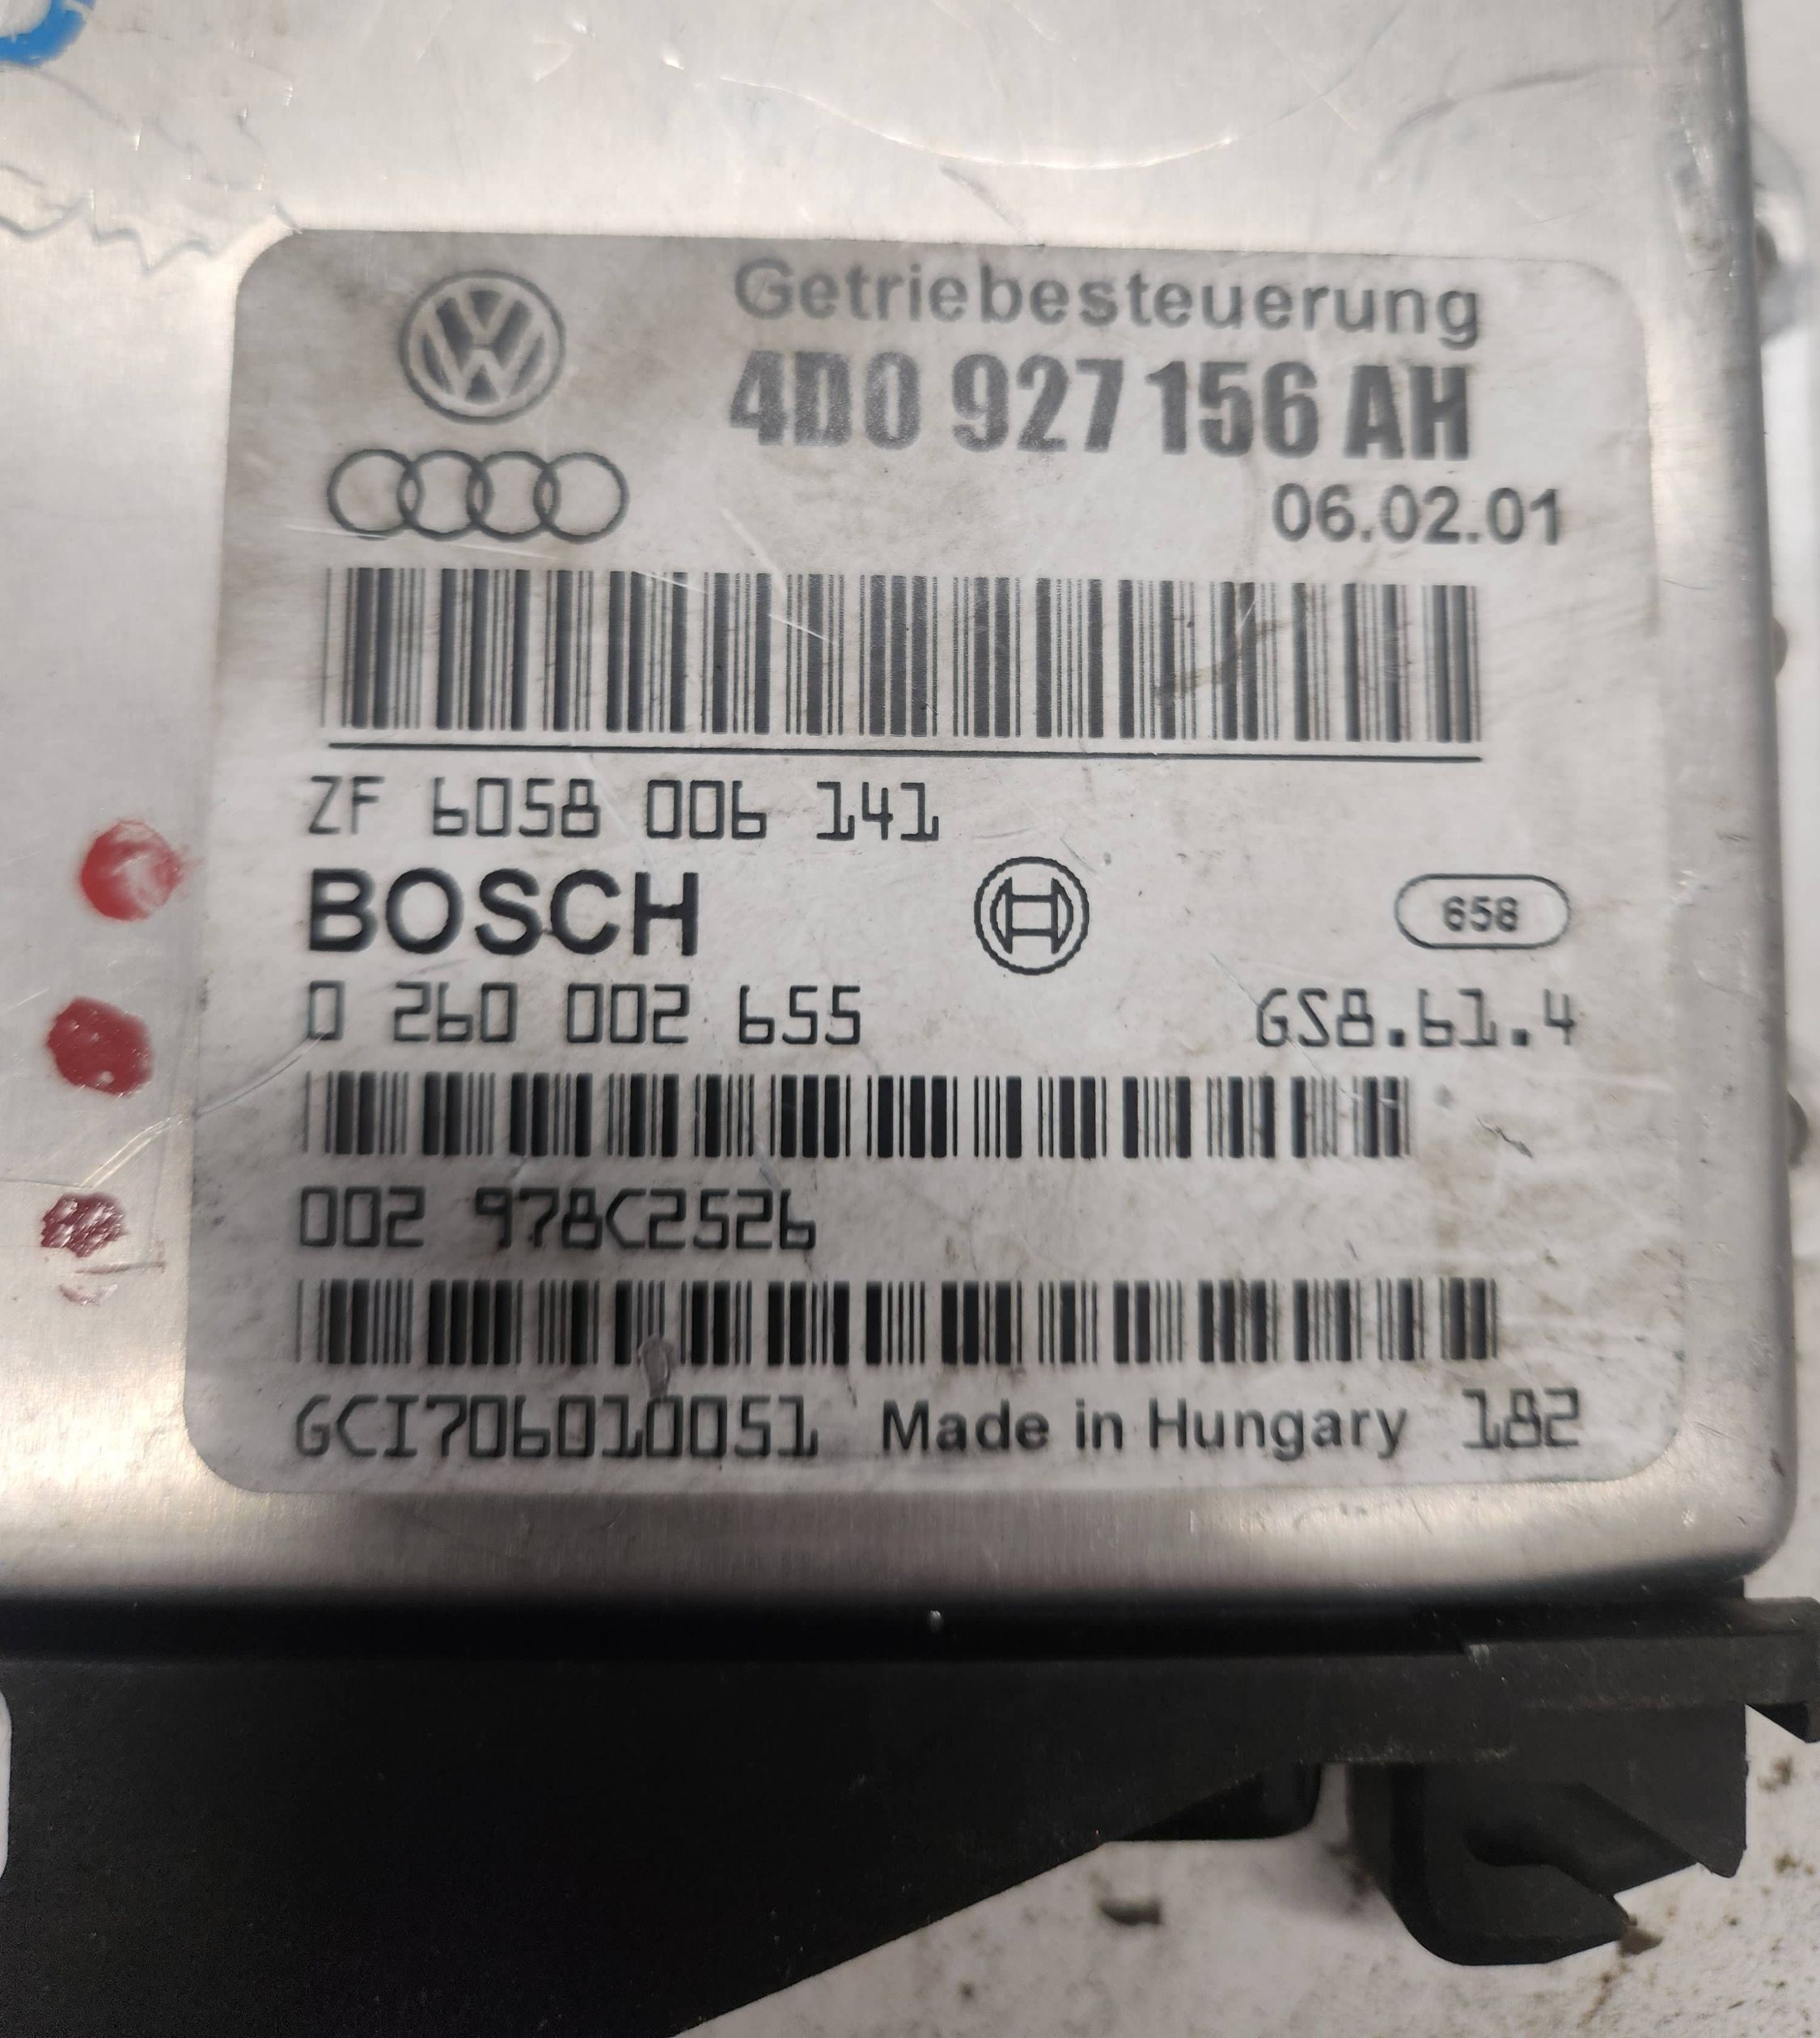 Getriebesteuerung
4D0 927 156 AH
06.02.01
ZF 6058 006 141
BOSCH 658
0 260 002 655 GS8.61.4
002 978C2526
GCI706010051 Made in Hungary 182